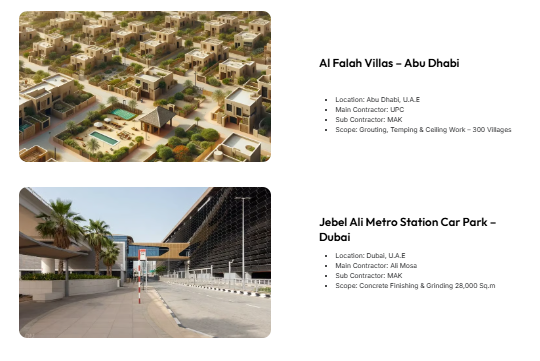 Al Falah Villas – Abu Dhabi
Location: Abu Dhabi, U.A.E
Main Contractor: UPC
Sub Contractor: MAK
Scope: Grouting, Temping & Ceiling Work – 300 Villages
Jebel Ali Metro Station Car Park –
Dubai
Location: Dubai, U.A.E
Main Contractor: Ali Mosa
Sub Contractor: MAK
Scope: Concrete Finishing & Grinding 28,000 Sq.m